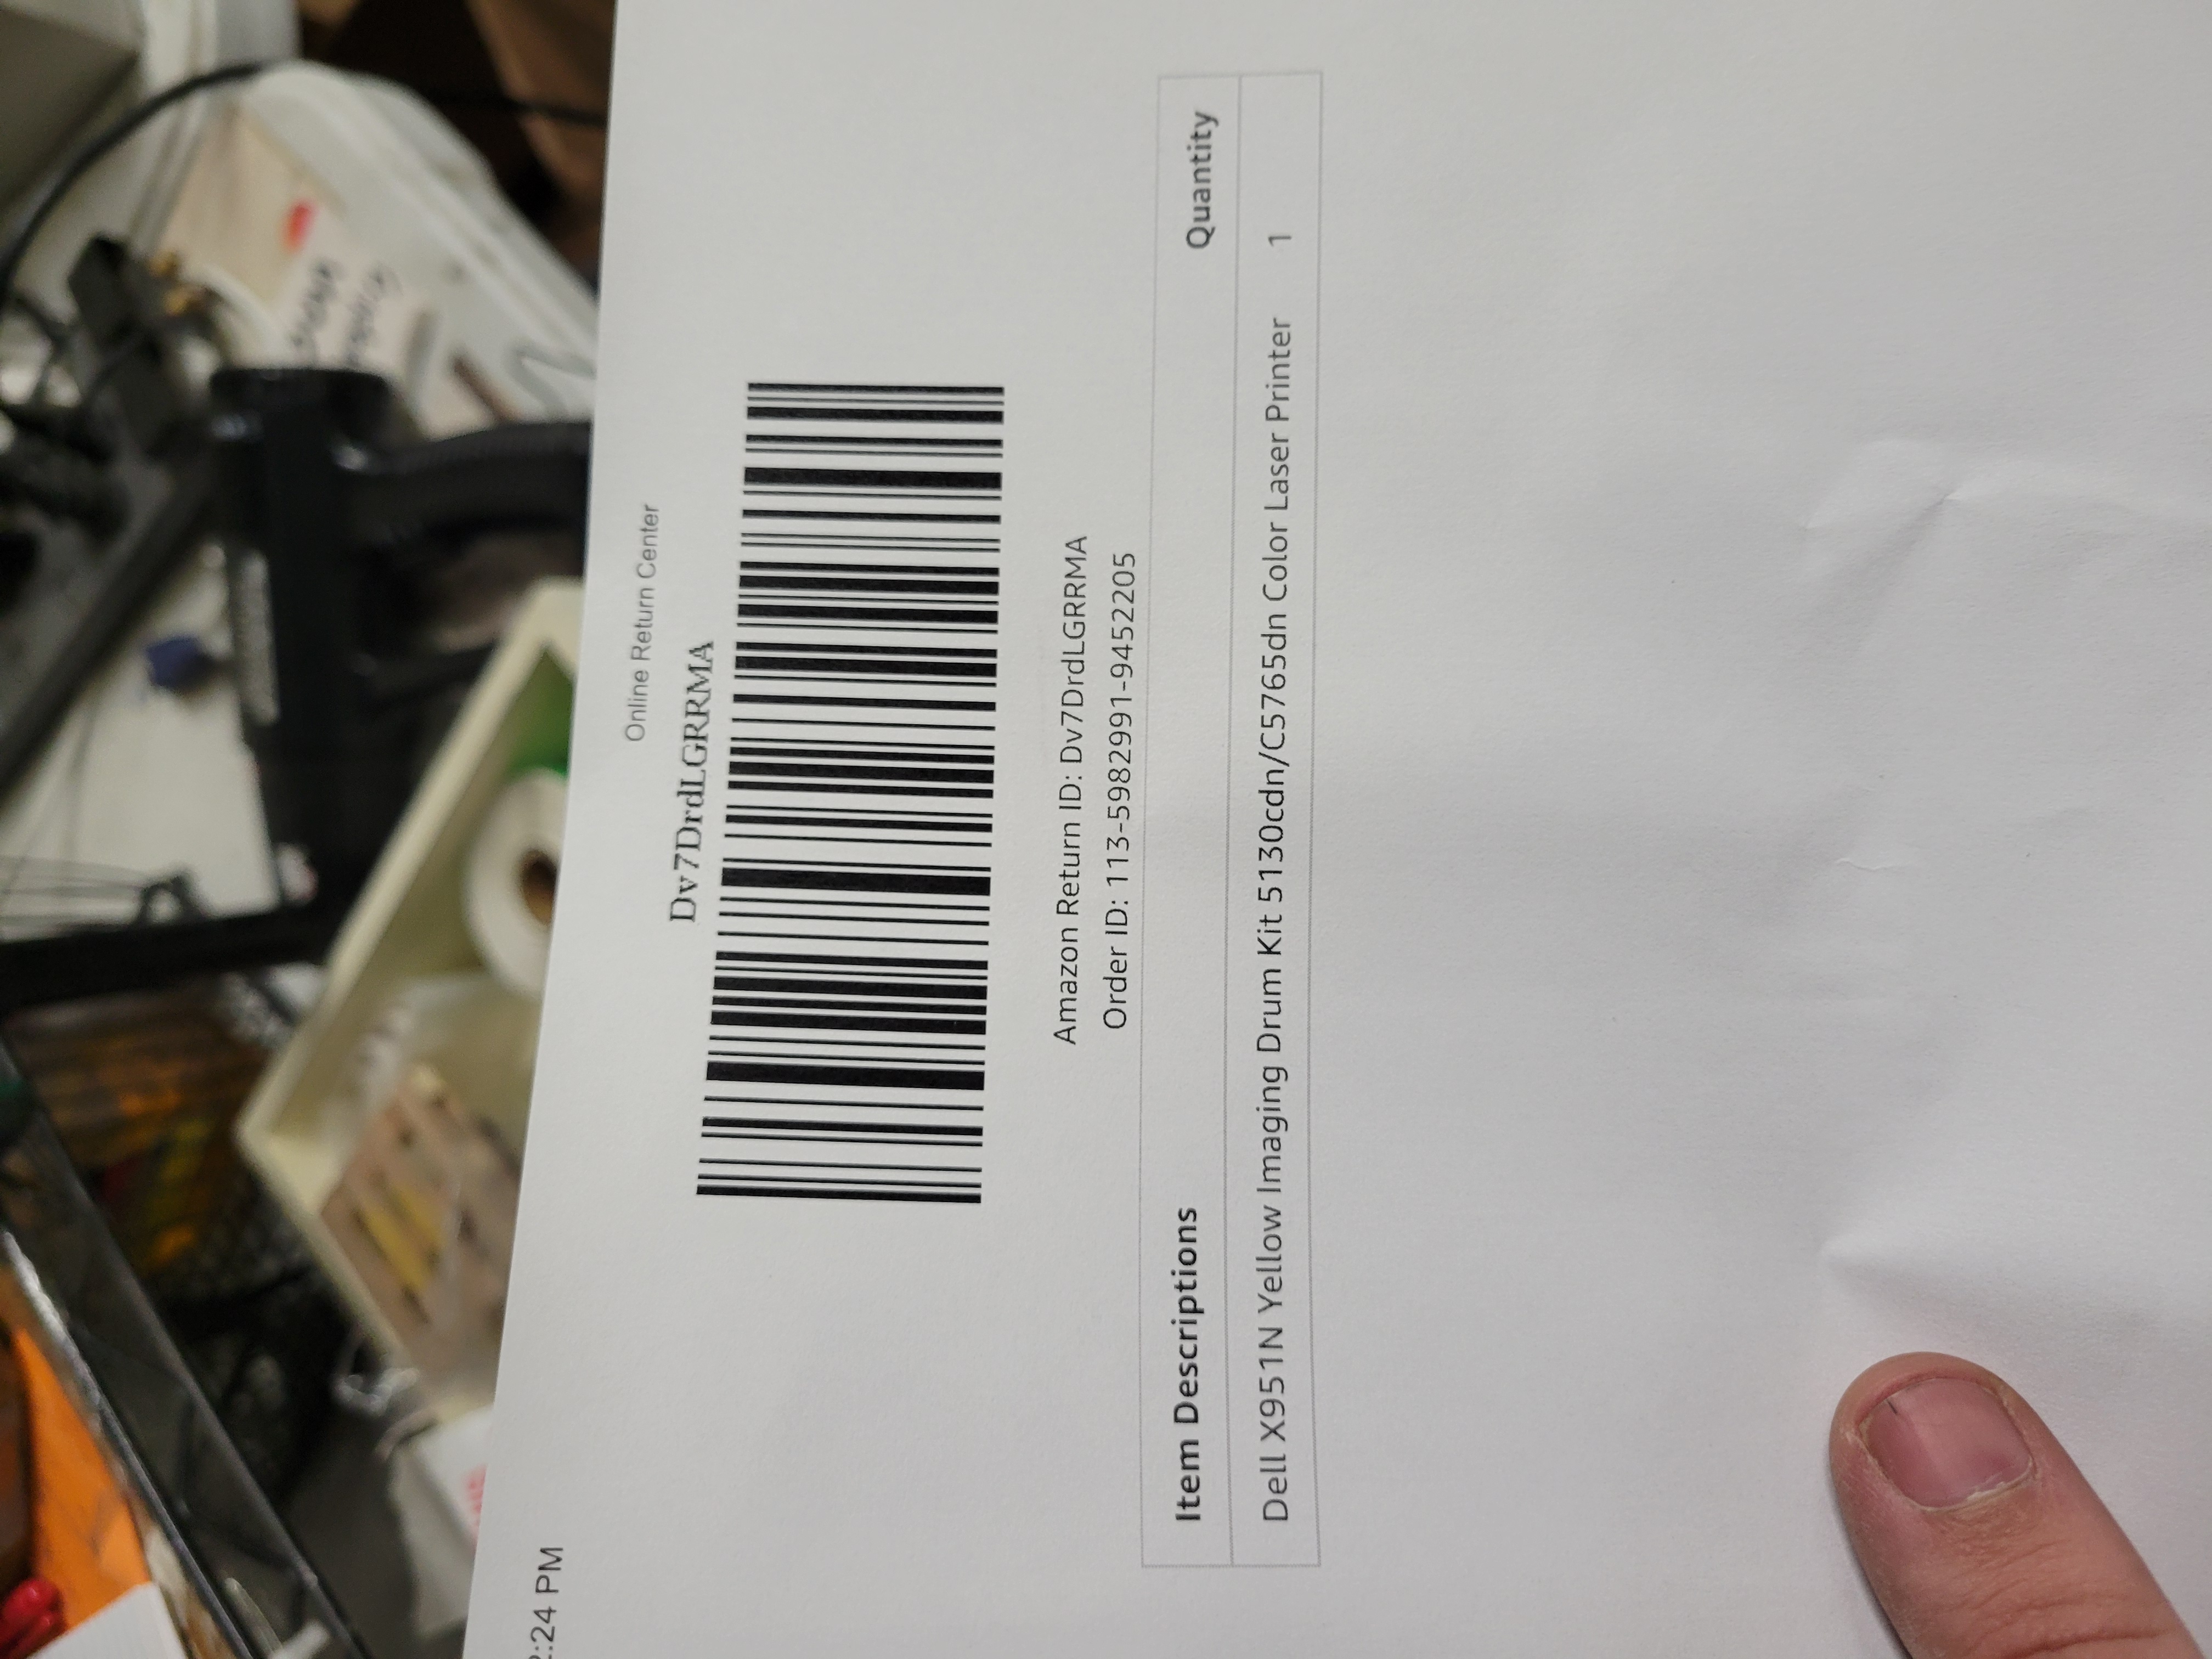 2:24 PM
Online Return Center
Dv7DrdLGRRMA
Amazon Return ID: Dv7DrdLGRRMA
Order ID: 113-5982991-9452205
Item Descriptions Quantity
Dell X951N Yellow Imaging Drum Kit 5130cdn/C5765dn Color Laser Printer 1